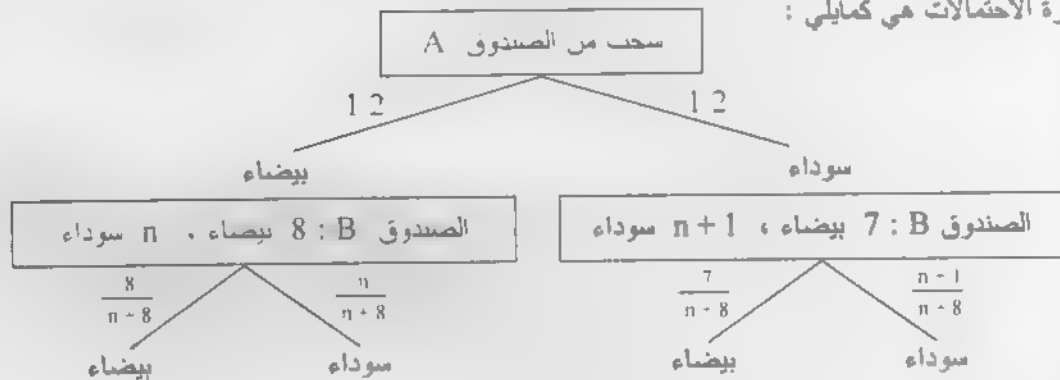 رة الاحتمالات هي كمايلي :
سحب من الصندوق A
1 2 1 2
بيضاء سوداء
الصندوق B : 8 بيضاء ، n سوداء
الصندوق B : 7 بيضاء ، n + 1 سوداء
8/n + 8 n/n + 8 7/n + 8 n + 1/n + 8
بيضاء سوداء بيضاء سوداء